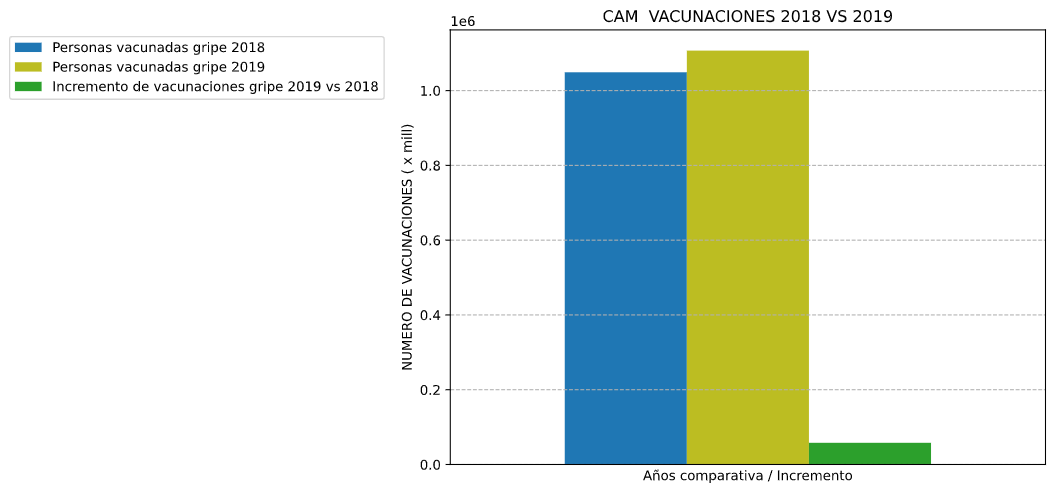 CAM  VACUNACIONES 2018 VS 2019
1e6
Personas vacunadas gripe 2018
Personas vacunadas gripe 2019
Incremento de vacunaciones gripe 2019 vs 2018
NUMERO DE VACUNACIONES ( x mill)
1.0
0.8
0.6
0.4
0.2
0.0
Años comparativa / Incremento